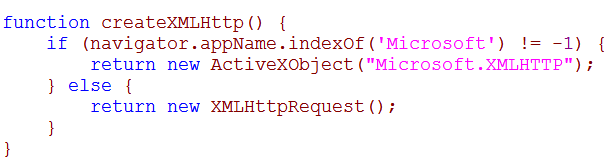 function createXMLHttp() {
    if (navigator.appName.indexOf('Microsoft') != -1) {
        return new ActiveXObject("Microsoft.XMLHTTP");
    } else {
        return new XMLHttpRequest();
    }
}